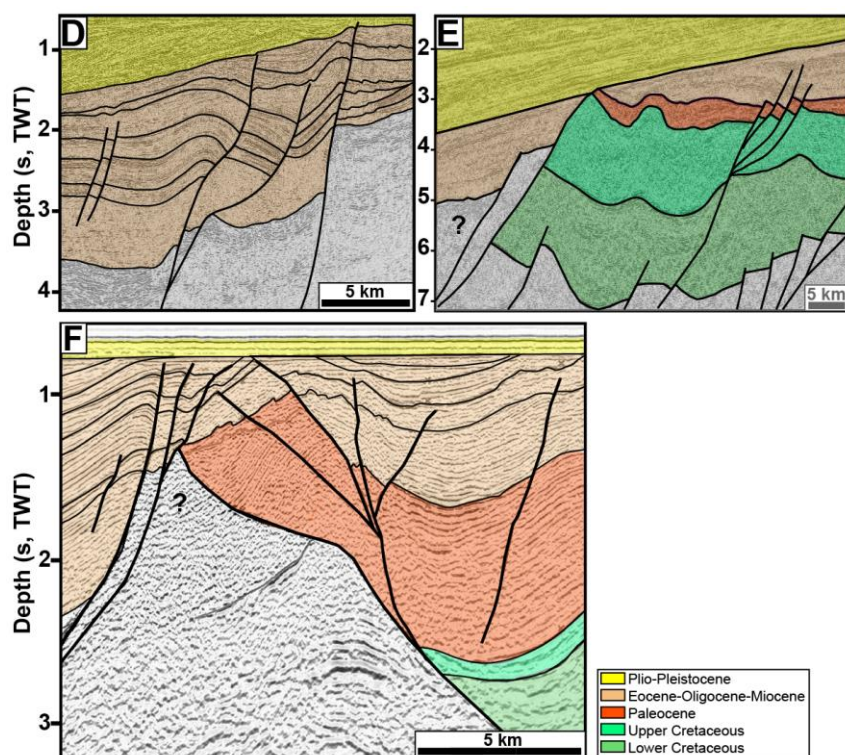 D
1
2
3
4
Depth (s, TWT)
5 km
E
2
3
4
5
6
7
?
5 km
F
1
2
3
Depth (s, TWT)
?
5 km
Plio-Pleistocene
Eocene-Oligocene-Miocene
Paleocene
Upper Cretaceous
Lower Cretaceous